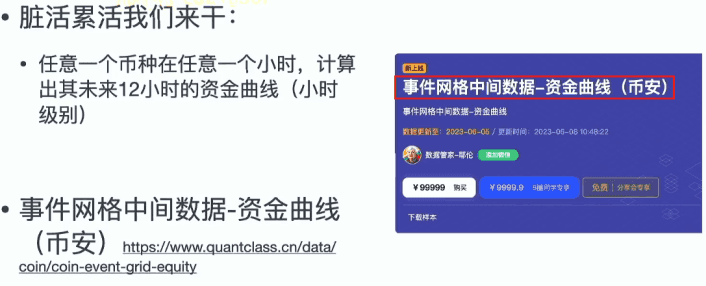 • 脏活累活我们来干：
• 任意一个币种在任意一个小时，计算
出其未来12小时的资金曲线（小时
级别）
• 事件网格中间数据-资金曲线
（币安）https://www.quantclass.cn/data/
coin/coin-event-grid-equity
新上线
事件网格中间数据-资金曲线（币安）
事件网格中间数据-资金曲线
数据更新至：2023-06-05 / 更新时间：2023-06-08 10:48:22
数据管家-耶伦 添加微信
¥99999 购买 ¥9999.9 同学专享 免费 分享会专享
下载样本